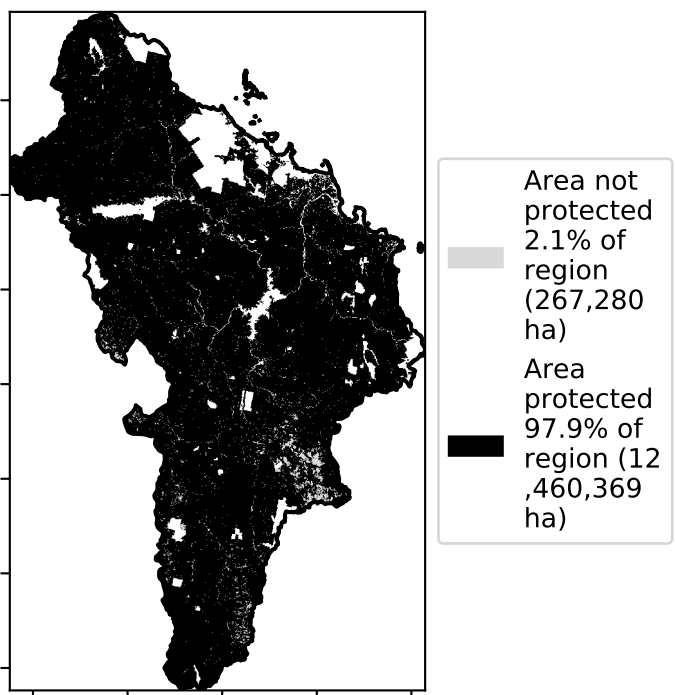 Area not
protected
2.1% of
region
(267,280
ha)
Area
protected
97.9% of
region (12
,460,369
ha)